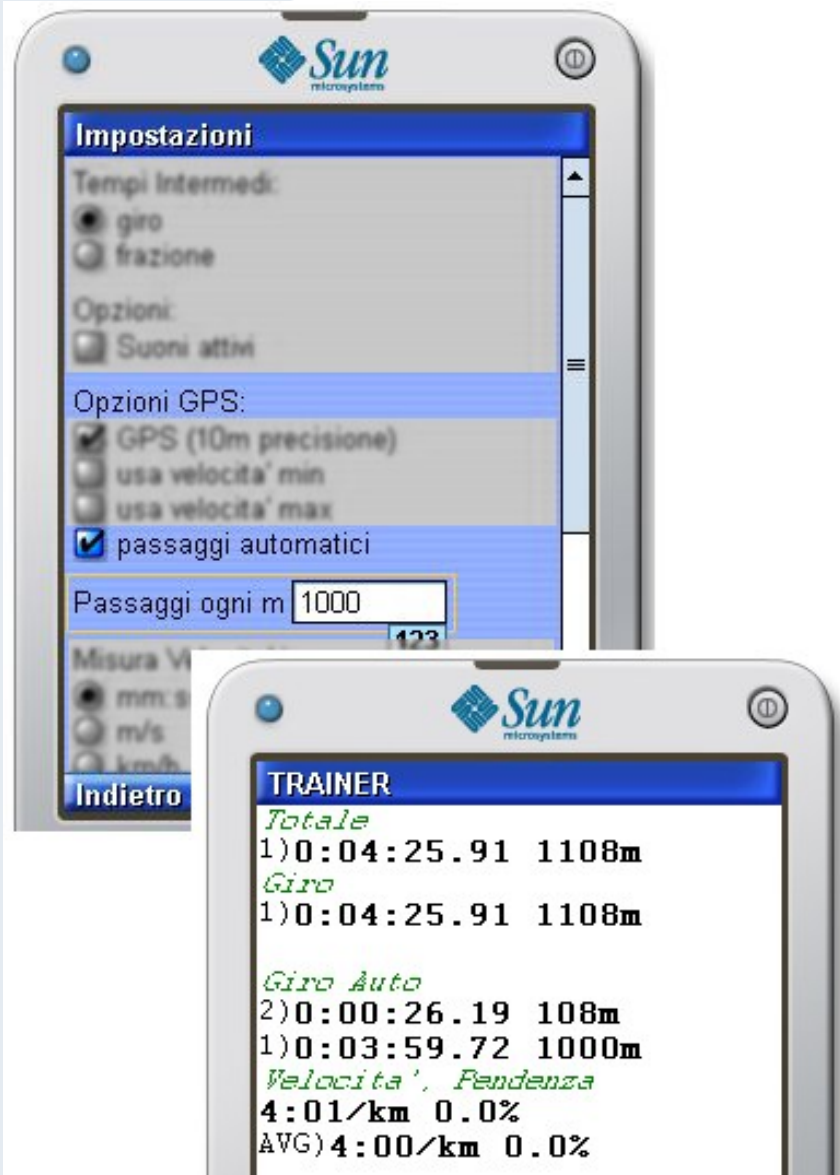 Sun
microsystems
Impostazioni
Tempi Intermedi:
giro
frazione
Opzioni:
Suoni attivi
Opzioni GPS:
GPS (10m precisione)
usa velocita' min
usa velocita' max
passaggi automatici
Passaggi ogni m 1000
123
Misura
m/s
km/h
Indietro
Sun
microsystems
TRAINER
Totale
1)0:04:25.91 1108m
Giro
1)0:04:25.91 1108m
Giro Auto
2)0:00:26.19 108m
1)0:03:59.72 1000m
Velocita', Pendenza
4:01/km 0.0%
AVG)4:00/km 0.0%